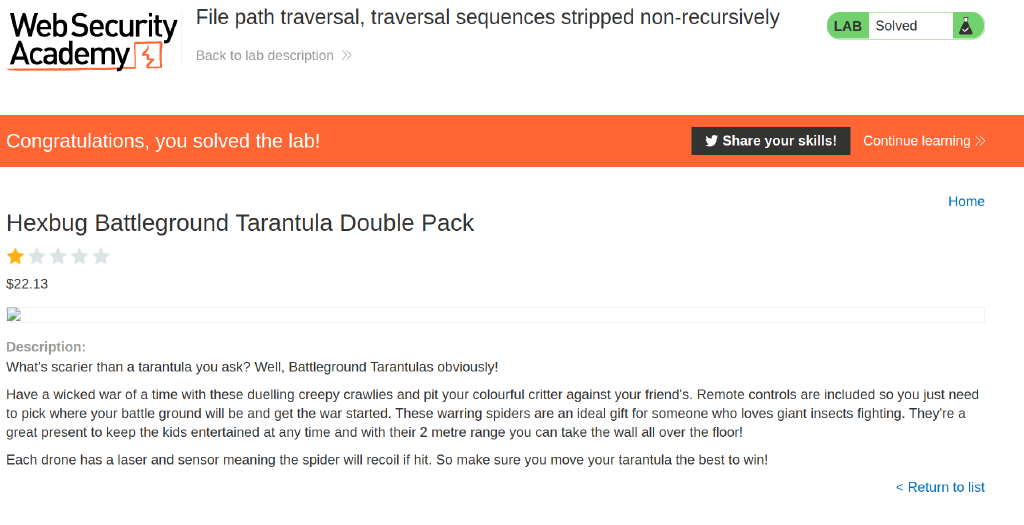 Web Security
Academy
File path traversal, traversal sequences stripped non-recursively
Back to lab description
LAB Solved
Congratulations, you solved the lab!
Share your skills!
Continue learning
Home
Hexbug Battleground Tarantula Double Pack
$22.13
Description:
What's scarier than a tarantula you ask? Well, Battleground Tarantulas obviously!
Have a wicked war of a time with these duelling creepy crawlies and pit your colourful critter against your friend's. Remote controls are included so you just need
to pick where your battle ground will be and get the war started. These warring spiders are an ideal gift for someone who loves giant insects fighting. They're a
great present to keep the kids entertained at any time and with their 2 metre range you can take the wall all over the floor!
Each drone has a laser and sensor meaning the spider will recoil if hit. So make sure you move your tarantula the best to win!
< Return to list